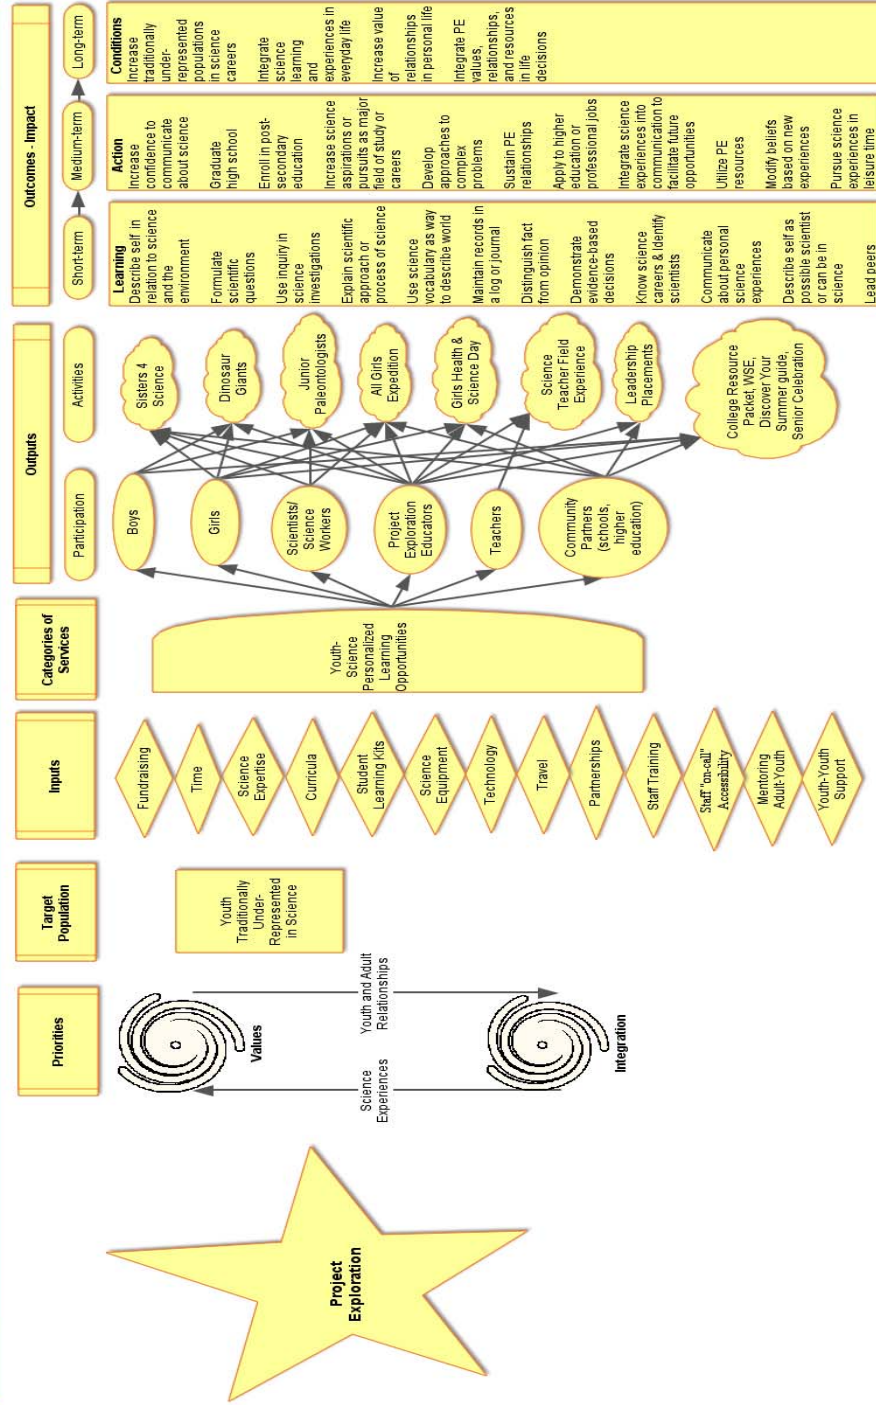 Project
Exploration
Priorities
Values
Science
Experiences
Youth and Adult
Relationships
Integration
Target
Population
Youth
Traditionally
Under-
Represented
in Science
Inputs
Fundraising
Time
Science
Expertise
Curricula
Student
Learning Kits
Science
Equipment
Technology
Travel
Partnerships
Staff Training
Staff "on-call"
Accessibility
Mentoring
Adult-Youth
Youth-Youth
Support
Categories of
Services
Youth-
Science
Personalized
Learning
Opportunities
Outputs
Participation
Boys
Girls
Scientists/
Science
Workers
Project
Exploration
Educators
Teachers
Community
Partners
(schools,
higher
education)
Activities
Sisters 4
Science
Dinosaur
Giants
Junior
Paleontologists
All Girls
Expedition
Girls Health &
Science Day
Science
Teacher Field
Experience
Leadership
Placements
College Resource
Packet, WSE,
Discover Your
Summer guide,
Senior Celebration
Outcomes - Impact
Short-term
Medium-term
Long-term
Learning
Describe self in
relation to science
and the
environment
Formulate
scientific
questions
Use inquiry in
science
investigations
Explain scientific
approach or
process of science
Use science
vocabulary as way
to describe world
Maintain records in
a log or journal
Distinguish fact
from opinion
Demonstrate
evidence-based
decisions
Know science
careers & Identify
scientists
Communicate
about personal
science
experiences
Describe self as
possible scientist
or can be in
science
Lead peers
Action
Increase
confidence to
communicate
about science
Graduate
high school
Enroll in post-
secondary
education
Increase science
aspirations or
pursuits as major
field of study or
careers
Develop
approaches to
complex
problems
Sustain PE
relationships
Apply to higher
education or
professional jobs
Integrate science
experiences into
communication to
facilitate future
opportunities
Utilize PE
resources
Modify beliefs
based on new
experiences
Pursue science
experiences in
leisure time
Conditions
Increase
traditionally
under-
represented
populations
in science
careers
Integrate
science
learning
and
experiences in
everyday life
Increase value
of
relationships
in personal life
Integrate PE
values,
relationships,
and resources
in life
decisions